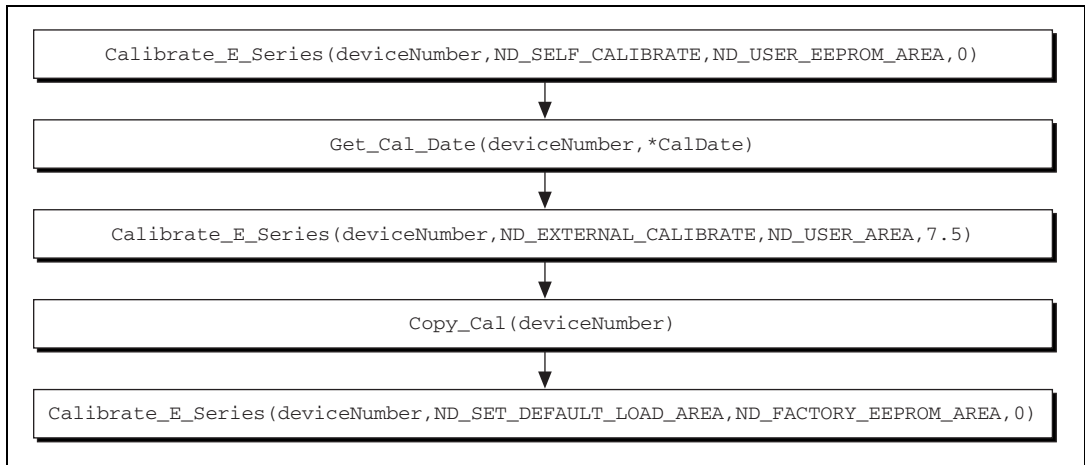 Calibrate_E_Series(deviceNumber,ND_SELF_CALIBRATE,ND_USER_EEPROM_AREA,0)
Get_Cal_Date(deviceNumber,*CalDate)
Calibrate_E_Series(deviceNumber,ND_EXTERNAL_CALIBRATE,ND_USER_AREA,7.5)
Copy_Cal(deviceNumber)
Calibrate_E_Series(deviceNumber,ND_SET_DEFAULT_LOAD_AREA,ND_FACTORY_EEPROM_AREA,0)